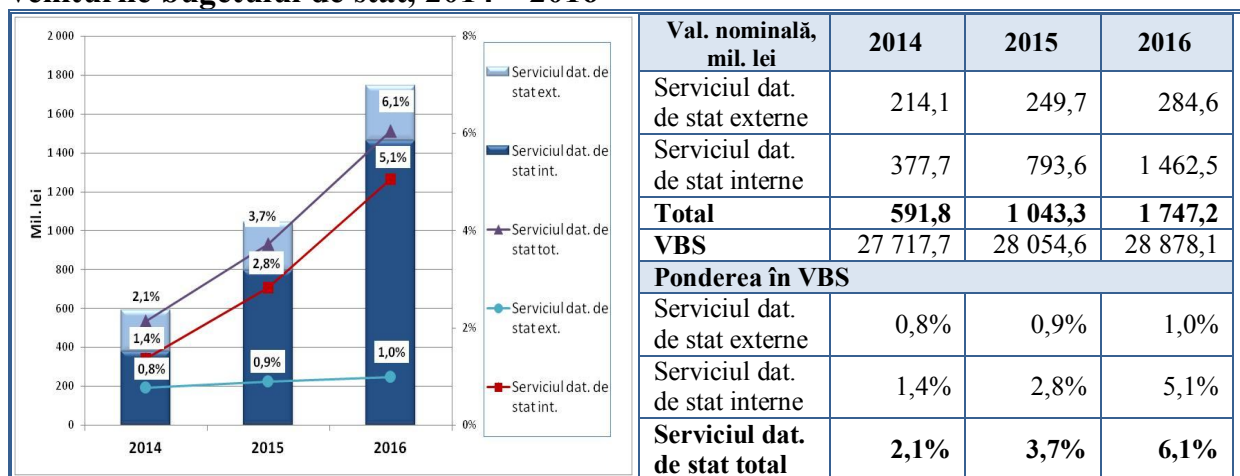 veniturile bugetului de stat, 2014 – 2016
2 000
1 800
1 600
1 400
1 200
1 000
800
600
400
200
0
Mil. lei
8%
6%
4%
2%
0%
2014
2015
2016
2,1%
3,7%
6,1%
1,4%
2,8%
5,1%
0,8%
0,9%
1,0%
Serviciul dat. de
stat ext.
Serviciul dat. de
stat int.
Serviciul dat. de
stat tot.
Serviciul dat. de
stat ext.
Serviciul dat. de
stat int.
Val. nominală,
mil. lei
2014 2015 2016
Serviciul dat.
de stat externe
214,1 249,7 284,6
Serviciul dat.
de stat interne
377,7 793,6 1 462,5
Total 591,8 1 043,3 1 747,2
VBS 27 717,7 28 054,6 28 878,1
Ponderea în VBS
Serviciul dat.
de stat externe
0,8% 0,9% 1,0%
Serviciul dat.
de stat interne
1,4% 2,8% 5,1%
Serviciul dat.
de stat total
2,1% 3,7% 6,1%